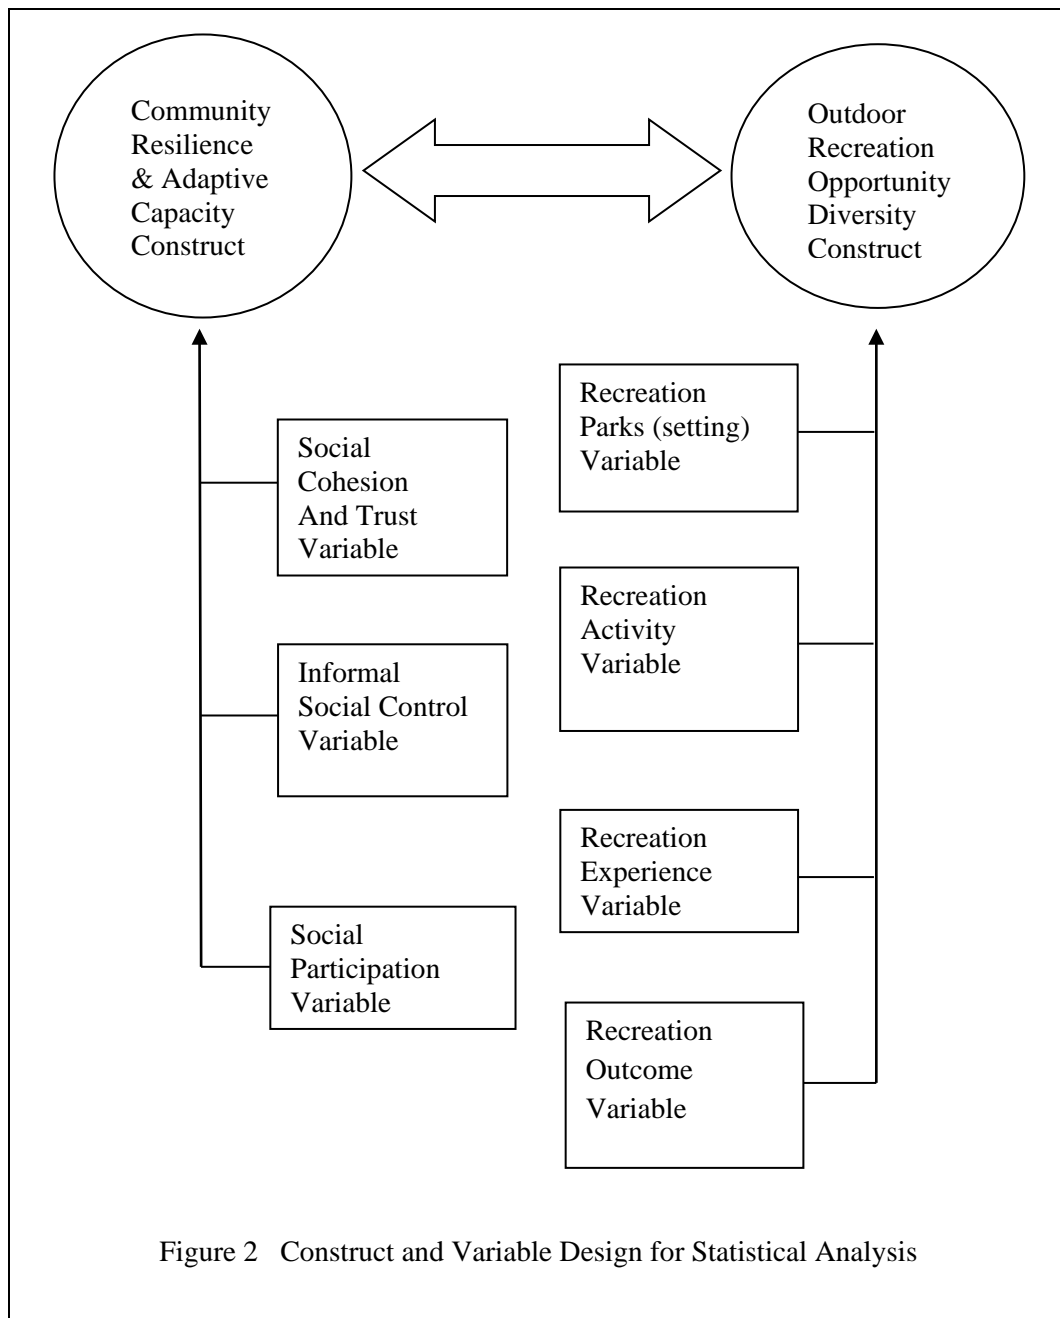 Community
Resilience
& Adaptive
Capacity
Construct
Outdoor
Recreation
Opportunity
Diversity
Construct
Social
Cohesion
And Trust
Variable
Informal
Social Control
Variable
Social
Participation
Variable
Recreation
Parks (setting)
Variable
Recreation
Activity
Variable
Recreation
Experience
Variable
Recreation
Outcome
Variable
Figure 2   Construct and Variable Design for Statistical Analysis